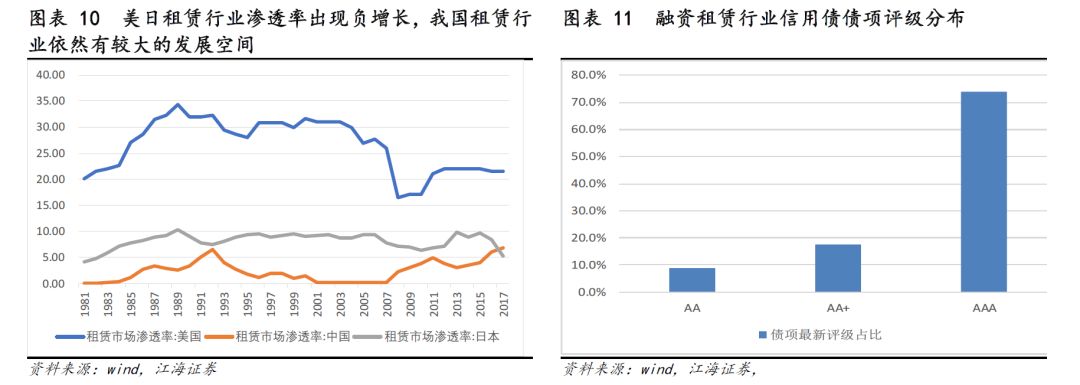 图表 10 美日租赁行业渗透率出现负增长，我国租赁行
业依然有较大的发展空间
40.00
35.00
30.00
25.00
20.00
15.00
10.00
5.00
0.00
1981 1983 1985 1987 1989 1991 1993 1995 1997 1999 2001 2003 2005 2007 2009 2011 2013 2015 2017
租赁市场渗透率:美国 租赁市场渗透率:中国 租赁市场渗透率:日本
资料来源：wind，江海证券
图表 11 融资租赁行业信用债债项评级分布
80.0%
70.0%
60.0%
50.0%
40.0%
30.0%
20.0%
10.0%
0.0%
AA AA+ AAA
债项最新评级占比
资料来源：wind，江海证券，